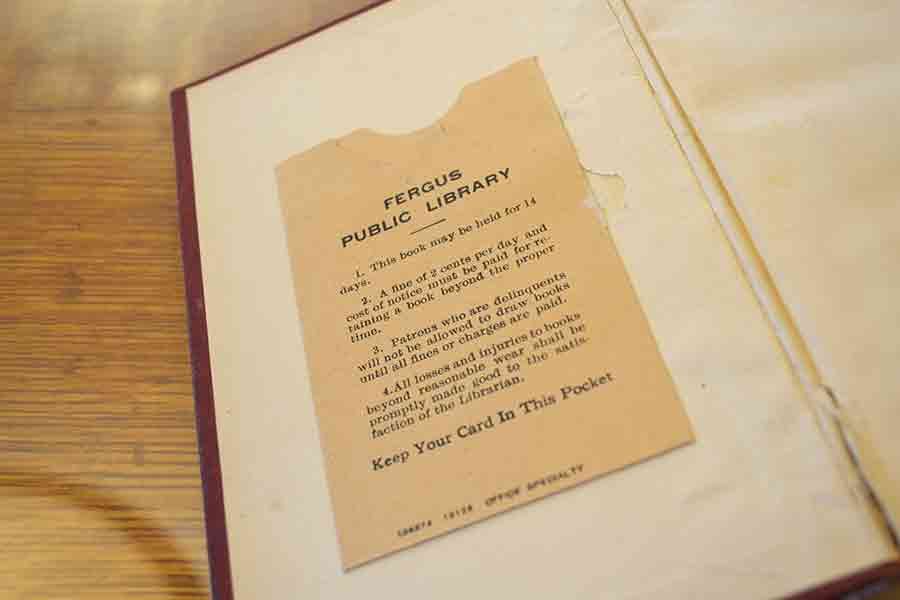 FERGUS
PUBLIC LIBRARY
1. This book may be held for 14
days.
2. A fine of 2 cents per day and
cost of notice must be paid for re-
taining a book beyond the proper
time.
3. Patrons who are delinquents
will not be allowed to draw books
until all fines or charges are paid.
4.All losses and injuries to books
beyond reasonable wear shall be
promptly made good to the satis-
faction of the Librarian.
Keep Your Card In This Pocket
OFFICE SPECIALTY